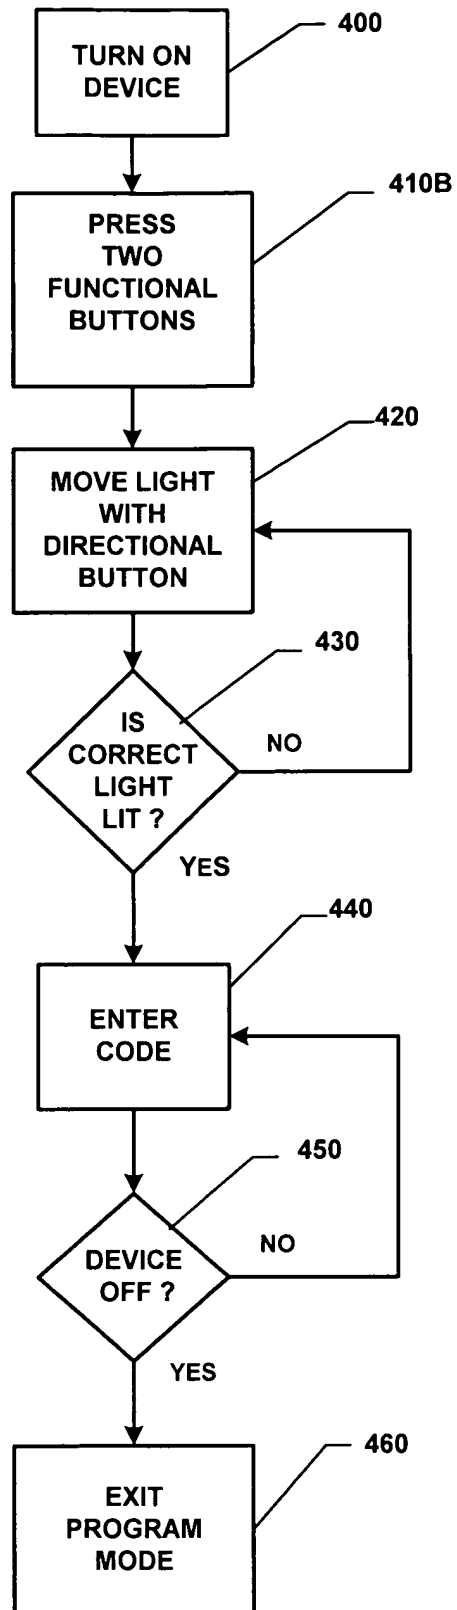 400
TURN ON
DEVICE
410B
PRESS
TWO
FUNCTIONAL
BUTTONS
420
MOVE LIGHT
WITH
DIRECTIONAL
BUTTON
430
IS
CORRECT
LIGHT
LIT ?
NO
YES
440
ENTER
CODE
450
DEVICE
OFF ?
NO
YES
460
EXIT
PROGRAM
MODE